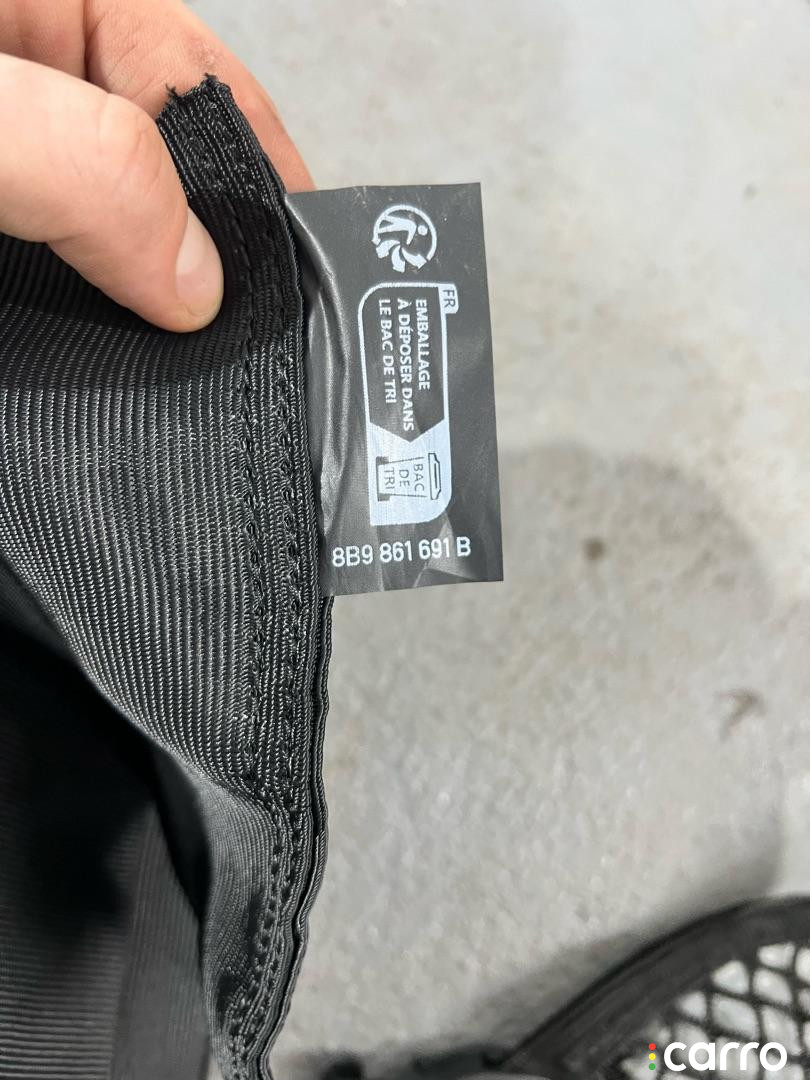 FR
EMBALLAGE
À DÉPOSER DANS
LE BAC DE TRI
BAC
DE
TRI
8B9 861 691 B
carro